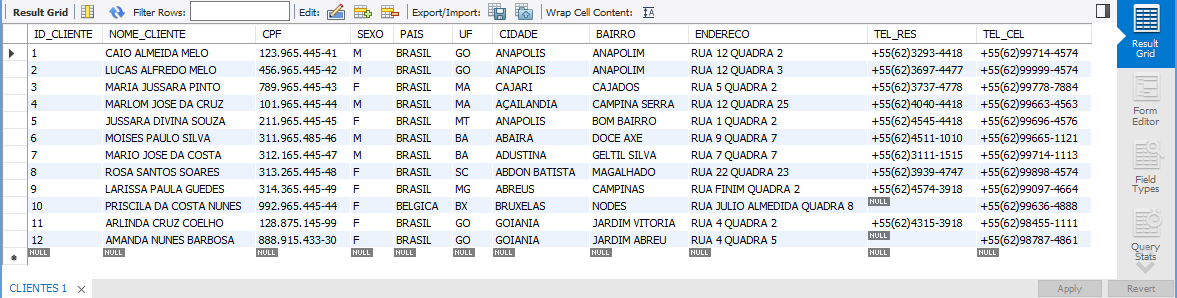 Result Grid Filter Rows: Edit: Export/Import: Wrap Cell Content: IA
ID_CLIENTE NOME_CLIENTE CPF SEXO PAIS UF CIDADE BAIRRO ENDERECO TEL_RES TEL_CEL
1 CAIO ALMEIDA MELO 123.965.445-41 M BRASIL GO ANAPOLIS ANAPOLIM RUA 12 QUADRA 2 +55(62)3293-4418 +55(62)99714-4574
2 LUCAS ALFREDO MELO 456.965.445-42 M BRASIL GO ANAPOLIS ANAPOLIM RUA 12 QUADRA 3 +55(62)3697-4477 +55(62)99999-4574
3 MARIA JUSSARA PINTO 789.965.445-43 F BRASIL MA CAJARI CAJADOS RUA 5 QUADRA 2 +55(62)3737-4778 +55(62)99778-7884
4 MARLOM JOSE DA CRUZ 101.965.445-44 M BRASIL MA AÇAILANDIA CAMPINA SERRA RUA 12 QUADRA 25 +55(62)4040-4418 +55(62)99663-4563
5 JUSSARA DIVINA SOUZA 211.965.445-45 F BRASIL MT ANAPOLIS BOM BAIRRO RUA 1 QUADRA 2 +55(62)4545-4418 +55(62)99696-4576
6 MOISES PAULO SILVA 311.965.485-46 M BRASIL BA ABAIRA DOCE AXE RUA 9 QUADRA 7 +55(62)4511-1010 +55(62)99665-1121
7 MARIO JOSE DA COSTA 312.165.445-47 M BRASIL BA ADUSTINA GELTIL SILVA RUA 7 QUADRA 7 +55(62)3111-1515 +55(62)99714-1113
8 ROSA SANTOS SOARES 313.265.445-48 F BRASIL SC ABDON BATISTA MAGALHADO RUA 22 QUADRA 23 +55(62)3939-4747 +55(62)99898-4574
9 LARISSA PAULA GUEDES 314.365.445-49 F BRASIL MG ABREUS CAMPINAS RUA FINIM QUADRA 2 +55(62)4574-3918 +55(62)99097-4664
10 PRISCILA DA COSTA NUNES 992.965.445-44 F BELGICA BX BRUXELAS NODES RUA JULIO ALMEDIDA QUADRA 8 NULL +55(62)99636-4888
11 ARLINDA CRUZ COELHO 128.875.145-99 F BRASIL GO GOIANIA JARDIM VITORIA RUA 4 QUADRA 2 +55(62)4315-3918 +55(62)98455-1111
12 AMANDA NUNES BARBOSA 888.915.433-30 F BRASIL GO GOIANIA JARDIM ABREU RUA 4 QUADRA 5 NULL +55(62)98787-4861
NULL NULL NULL NULL NULL NULL NULL NULL NULL NULL NULL
CLIENTES 1
Apply Revert
Result
Grid
Form
Editor
Field
Types
Query
Stats